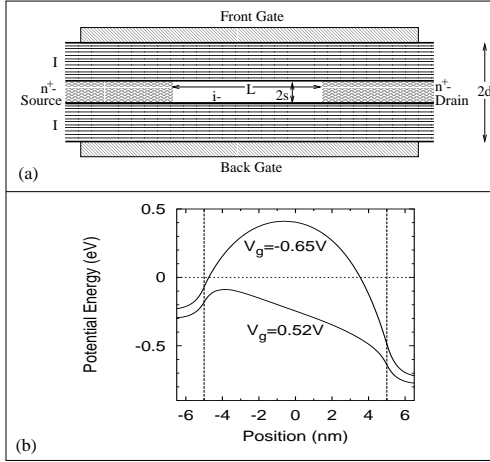 Front Gate
I
n+-
Source
L
i-
2s
n+-
Drain
2d
I
Back Gate
(a)
0.5
0
-0.5
Potential Energy (eV)
V_g=-0.65V
V_g=0.52V
-6 -4 -2 0 2 4 6
Position (nm)
(b)